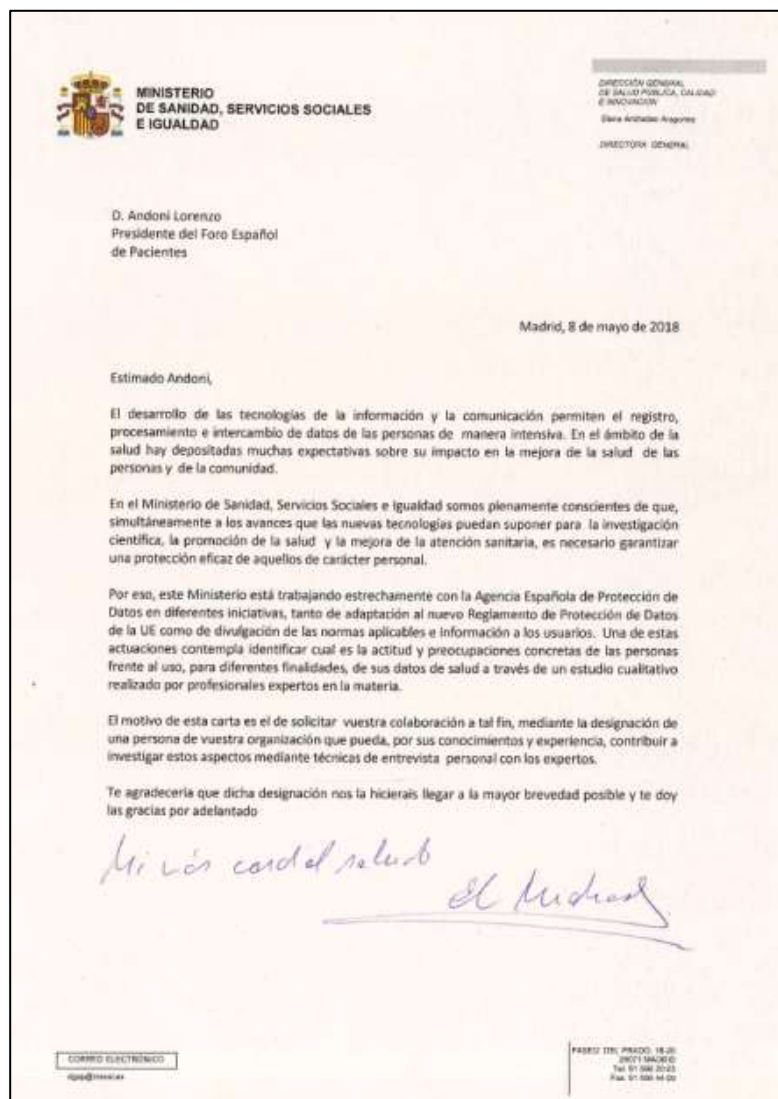 MINISTERIO
DE SANIDAD, SERVICIOS SOCIALES
E IGUALDAD
DIRECCIÓN GENERAL
DE SALUD PÚBLICA, CALIDAD
E INNOVACIÓN
Elena Andradas Aragonés
DIRECTORA GENERAL
D. Andoni Lorenzo
Presidente del Foro Español
de Pacientes
Madrid, 8 de mayo de 2018
Estimado Andoni,
El desarrollo de las tecnologías de la información y la comunicación permiten el registro,
procesamiento e intercambio de datos de las personas de manera intensiva. En el ámbito de la
salud hay depositadas muchas expectativas sobre su impacto en la mejora de la salud de las
personas y de la comunidad.
En el Ministerio de Sanidad, Servicios Sociales e Igualdad somos plenamente conscientes de que,
simultáneamente a los avances que las nuevas tecnologías puedan suponer para la investigación
científica, la promoción de la salud y la mejora de la atención sanitaria, es necesario garantizar
una protección eficaz de aquellos de carácter personal.
Por eso, este Ministerio está trabajando estrechamente con la Agencia Española de Protección de
Datos en diferentes iniciativas, tanto de adaptación al nuevo Reglamento de Protección de Datos
de la UE como de divulgación de las normas aplicables e información a los usuarios. Una de estas
actuaciones contempla identificar cual es la actitud y preocupaciones concretas de las personas
frente al uso, para diferentes finalidades, de sus datos de salud a través de un estudio cualitativo
realizado por profesionales expertos en la materia.
El motivo de esta carta es el de solicitar vuestra colaboración a tal fin, mediante la designación de
una persona de vuestra organización que pueda, por sus conocimientos y experiencia, contribuir a
investigar estos aspectos mediante técnicas de entrevista personal con los expertos.
Te agradecería que dicha designación nos la hicierais llegar a la mayor brevedad posible y te doy
las gracias por adelantado
Mi más cordial saludo
CORREO ELECTRÓNICO
PASEO DEL PRADO, 18-20
28071 MADRID